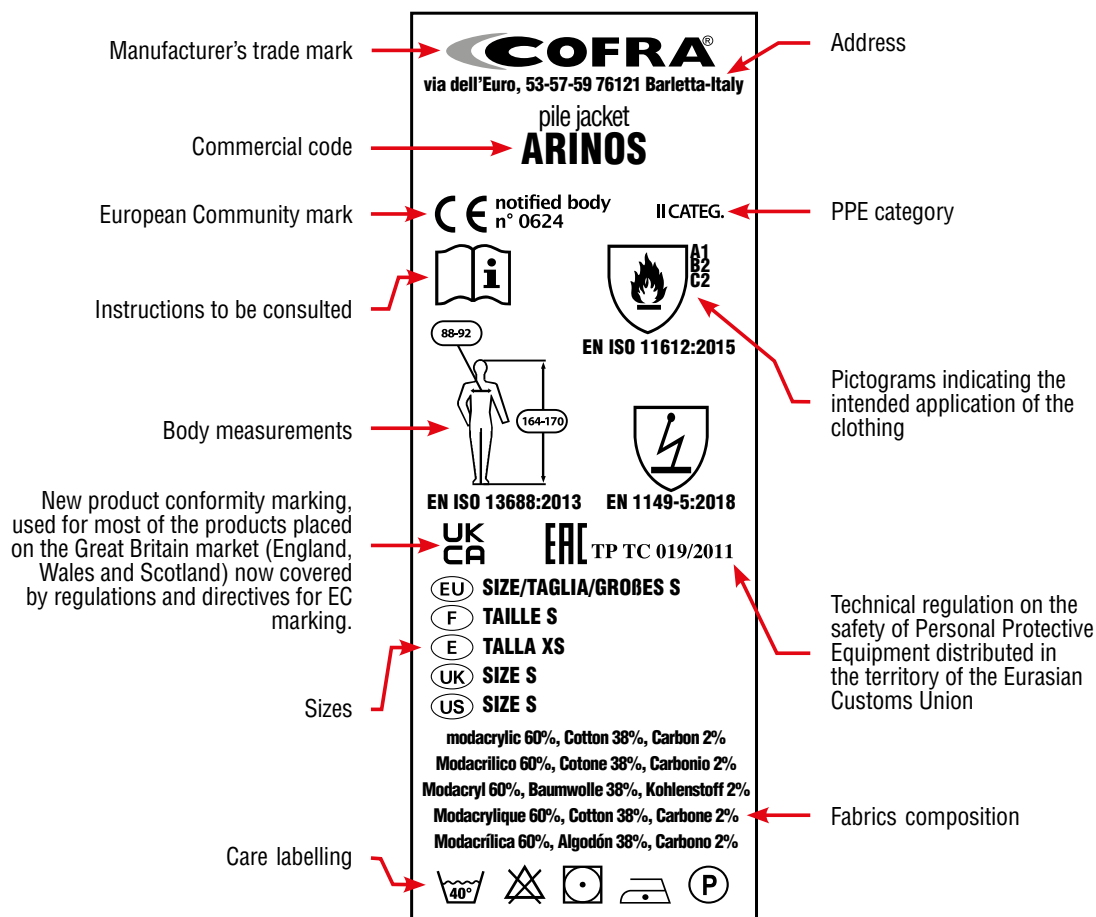 Manufacturer's trade mark
COFRA®
Address
via dell'Euro, 53-57-59 76121 Barletta-Italy
pile jacket
ARINOS
Commercial code
European Community mark
CE notified body
n° 0624
II CATEG.
PPE category
Instructions to be consulted
i
A1
B2
C2
EN ISO 11612:2015
Pictograms indicating the
intended application of the
clothing
88-92
164-170
Body measurements
EN ISO 13688:2013
EN 1149-5:2018
New product conformity marking,
used for most of the products placed
on the Great Britain market (England,
Wales and Scotland) now covered
by regulations and directives for EC
marking.
UK
CA
EAC TP TC 019/2011
Technical regulation on the
safety of Personal Protective
Equipment distributed in
the territory of the Eurasian
Customs Union
Sizes
EU SIZE/TAGLIA/GROßES S
F TAILLE S
E TALLA XS
UK SIZE S
US SIZE S
modacrylic 60%, Cotton 38%, Carbon 2%
Modacrilico 60%, Cotone 38%, Carbonio 2%
Modacryl 60%, Baumwolle 38%, Kohlenstoff 2%
Modacrylique 60%, Cotton 38%, Carbone 2%
Modacrílica 60%, Algodón 38%, Carbono 2%
Fabrics composition
Care labelling
40°
P